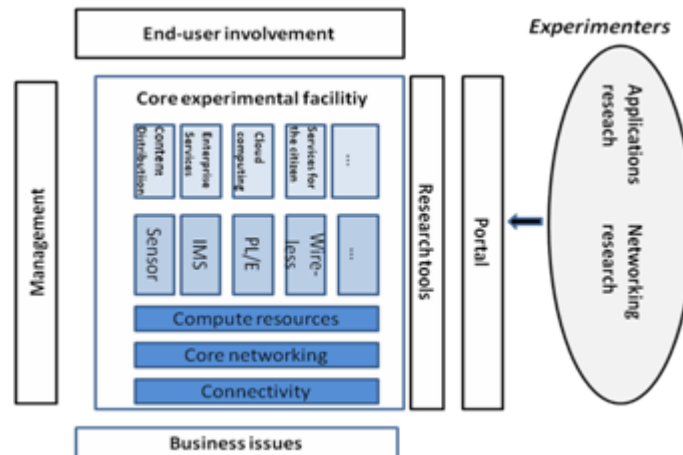 End-user involvement
Experimenters
Management
Core experimental facilitiy
Content
Distribution
Enterprise
Services
Cloud
computing
Services for
the citizen
...
Sensor
IMS
PL/E
Wire-
less
...
Compute resources
Core networking
Connectivity
Research tools
Portal
Applications
reseach
Networking
research
Business issues